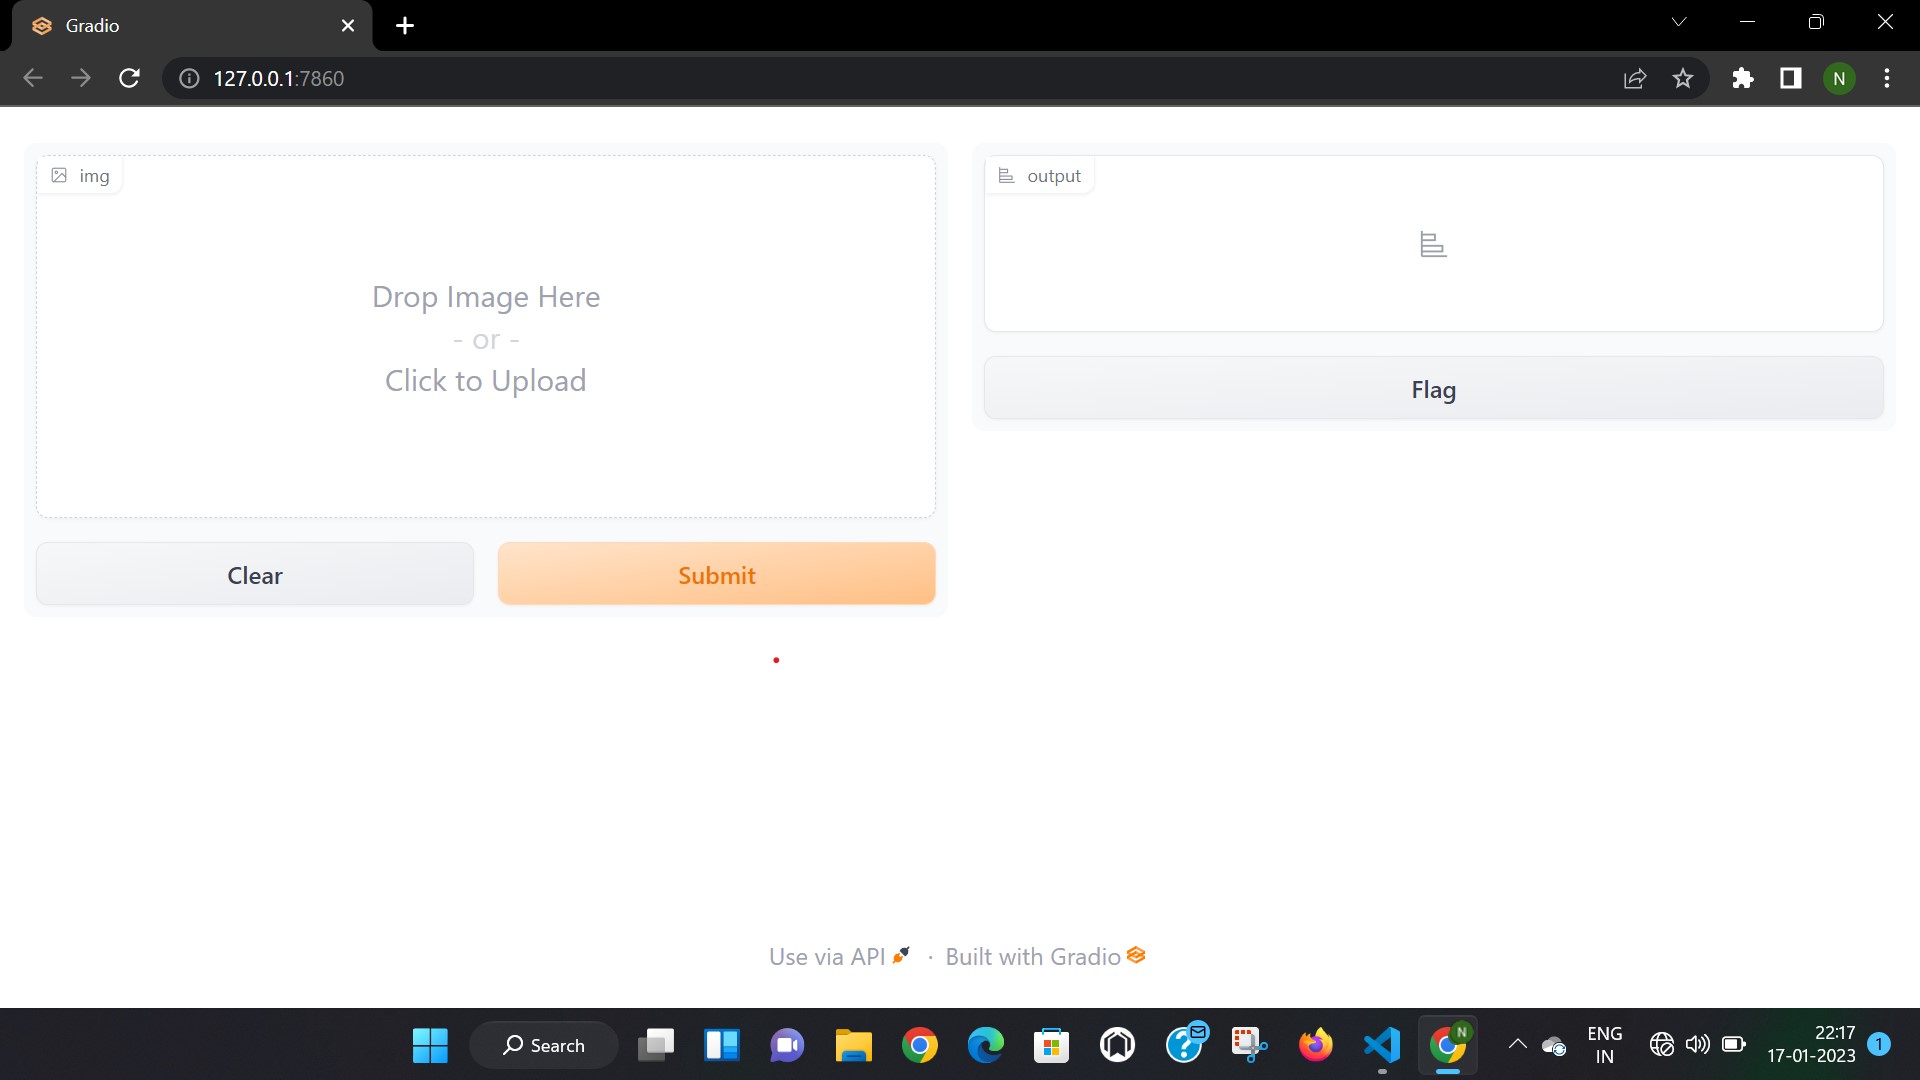 Gradio
127.0.0.1:7860
N
img
Drop Image Here
- or -
Click to Upload
Clear
Submit
output
Flag
Use via API · Built with Gradio
Search
N
ENG
IN
22:17
17-01-2023
1